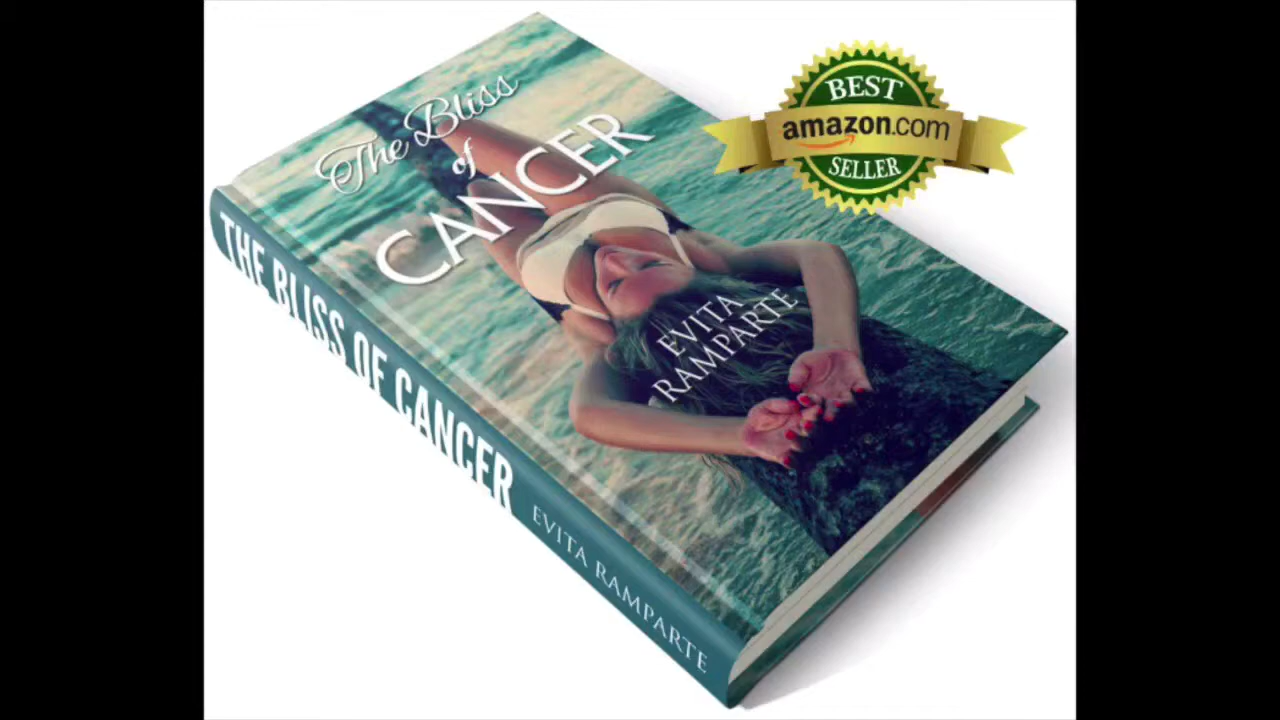 The Bliss
of
CANCER
EVITA
RAMPARTE
THE BLISS OF CANCER
EVITA RAMPARTE
BEST
amazon.com
SELLER